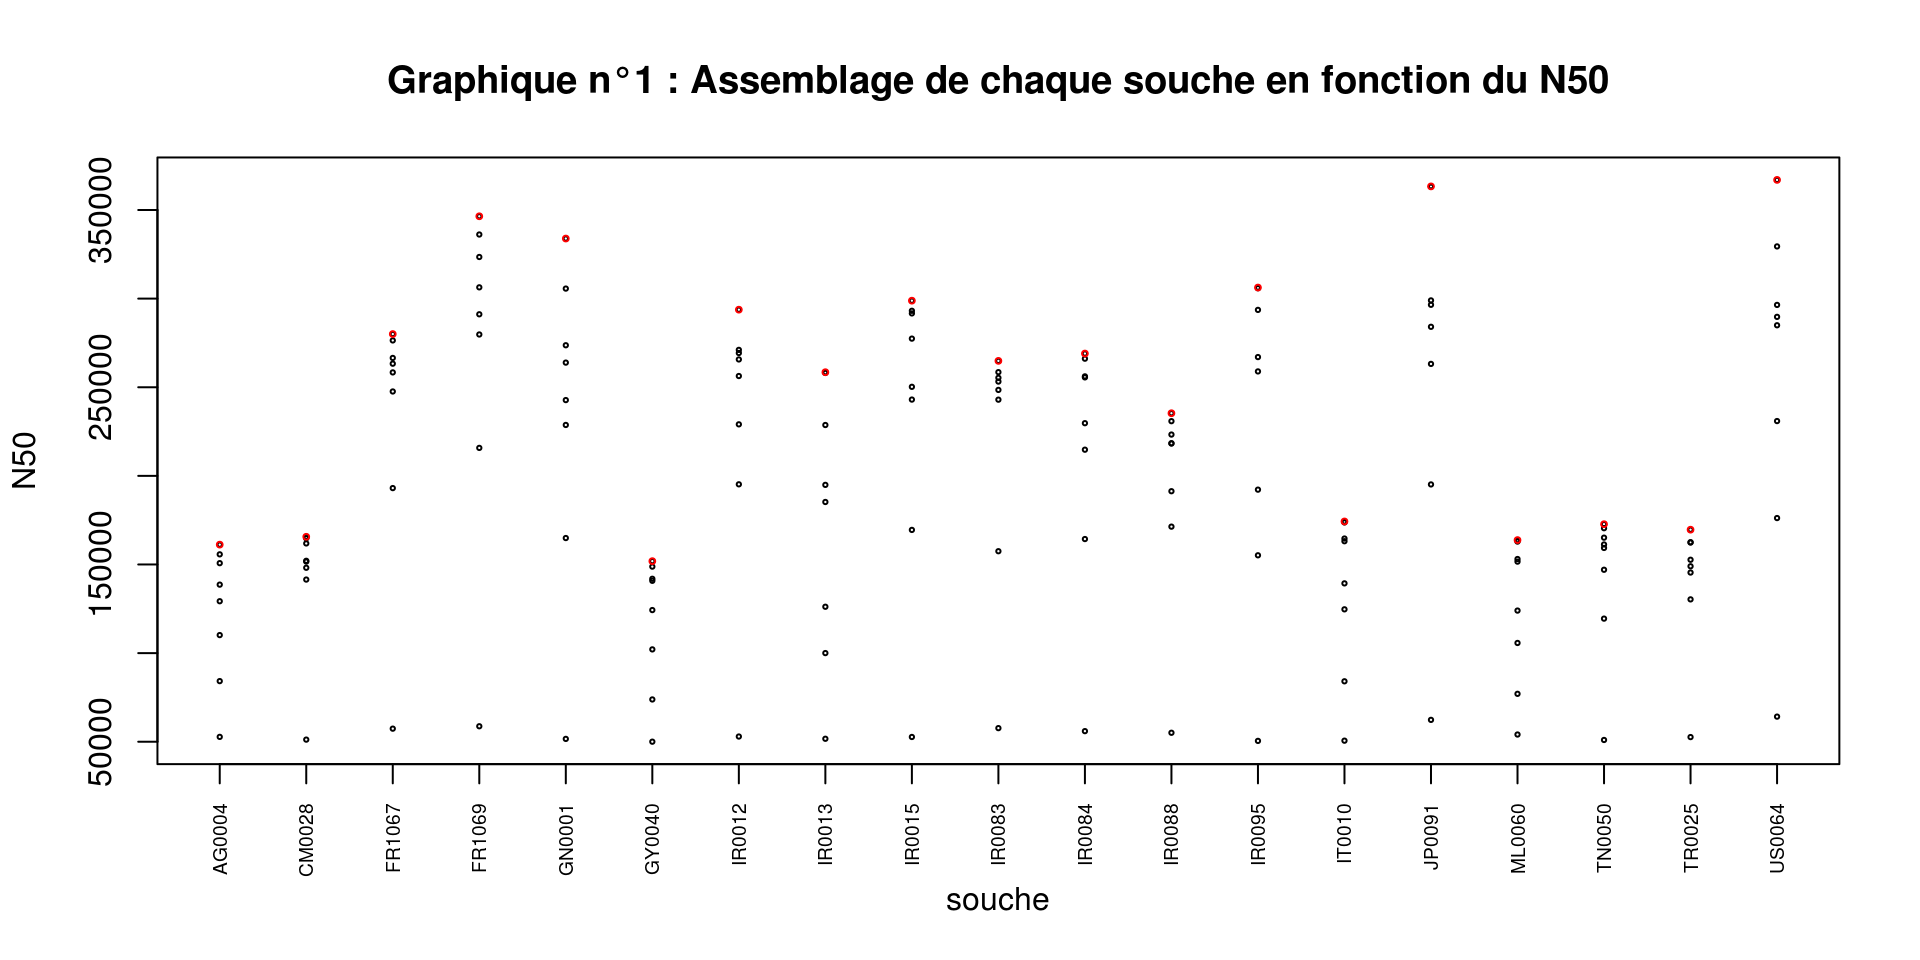 Graphique n°1 : Assemblage de chaque souche en fonction du N50
N50
350000
250000
150000
50000
AG0004
CM0028
FR1067
FR1069
GN0001
GY0040
IR0012
IR0013
IR0015
IR0083
IR0084
IR0088
IR0095
IT0010
JP0091
ML0060
TN0050
TR0025
US0064
souche